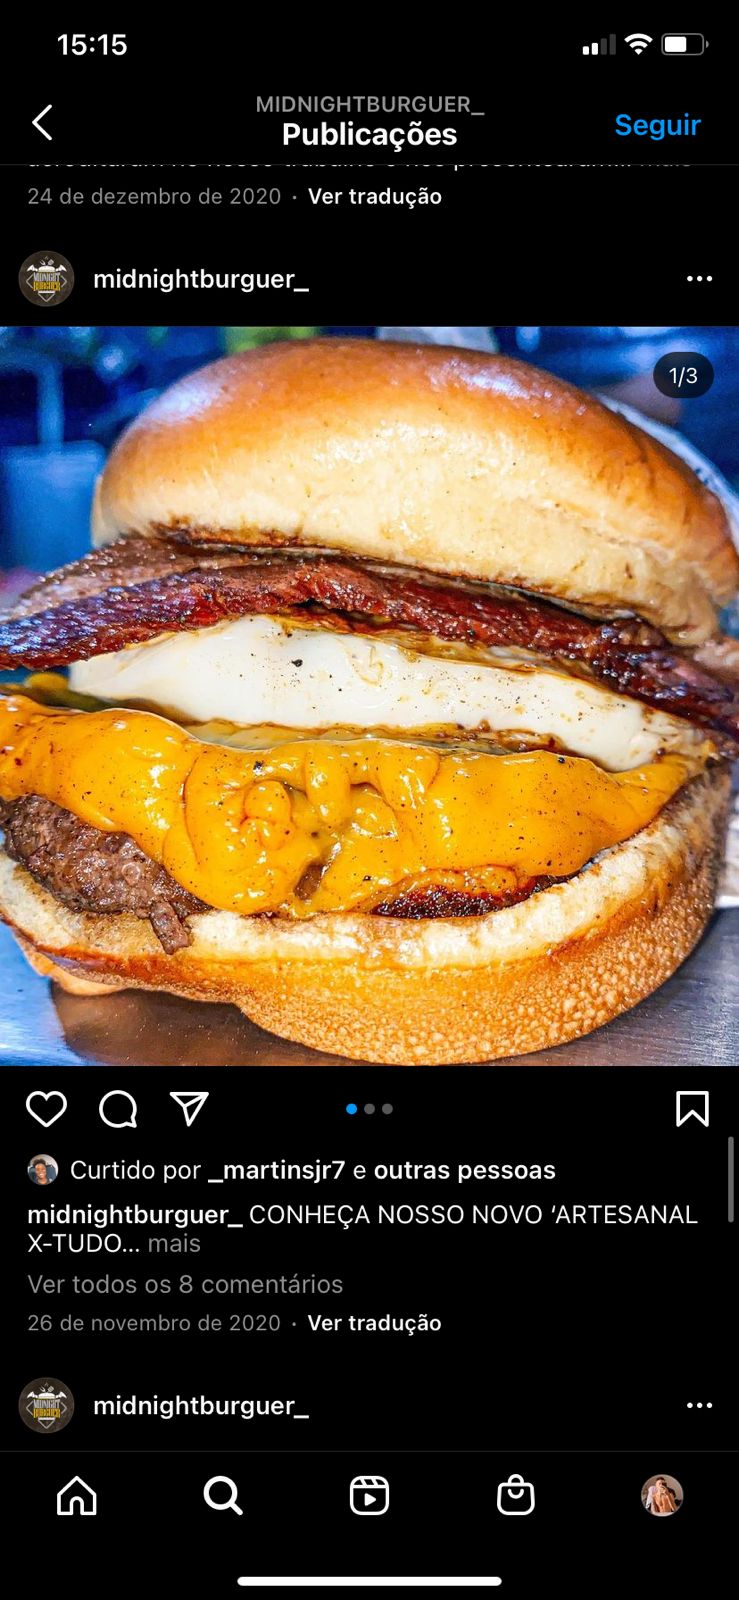 15:15
MIDNIGHTBURGUER_
Publicações
Seguir
24 de dezembro de 2020 · Ver tradução
midnightburguer_
1/3
Curtido por _martinsjr7 e outras pessoas
midnightburguer_ CONHEÇA NOSSO NOVO ‘ARTESANAL
X-TUDO... mais
Ver todos os 8 comentários
26 de novembro de 2020 · Ver tradução
midnightburguer_